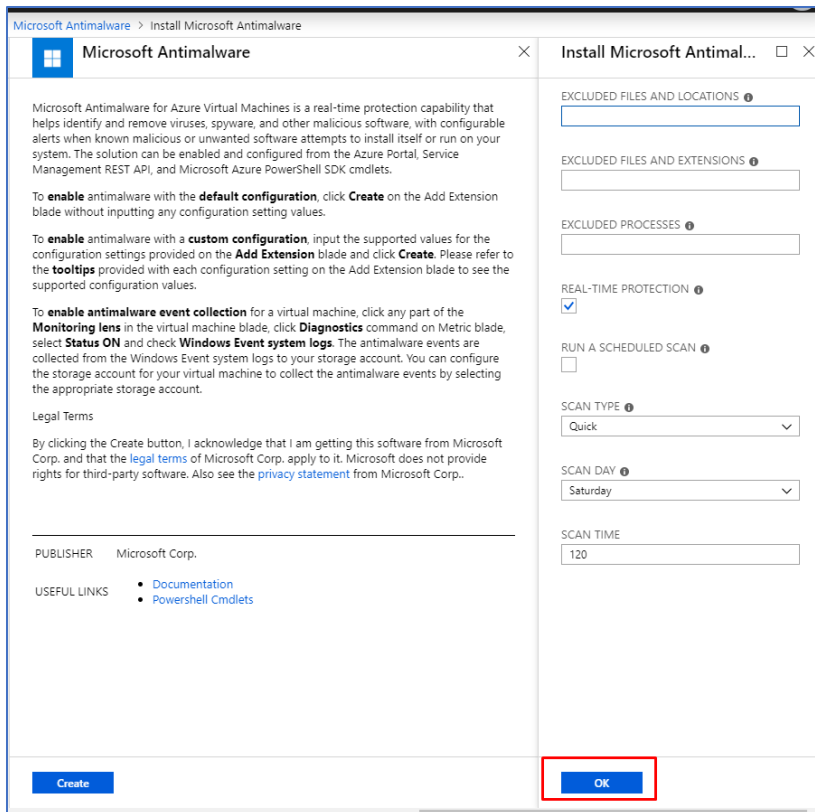 Microsoft Antimalware > Install Microsoft Antimalware
Microsoft Antimalware
Microsoft Antimalware for Azure Virtual Machines is a real-time protection capability that
helps identify and remove viruses, spyware, and other malicious software, with configurable
alerts when known malicious or unwanted software attempts to install itself or run on your
system. The solution can be enabled and configured from the Azure Portal, Service
Management REST API, and Microsoft Azure PowerShell SDK cmdlets.
To enable antimalware with the default configuration, click Create on the Add Extension
blade without inputting any configuration setting values.
To enable antimalware with a custom configuration, input the supported values for the
configuration settings provided on the Add Extension blade and click Create. Please refer to
the tooltips provided with each configuration setting on the Add Extension blade to see the
supported configuration values.
To enable antimalware event collection for a virtual machine, click any part of the
Monitoring lens in the virtual machine blade, click Diagnostics command on Metric blade,
select Status ON and check Windows Event system logs. The antimalware events are
collected from the Windows Event system logs to your storage account. You can configure
the storage account for your virtual machine to collect the antimalware events by selecting
the appropriate storage account.
Legal Terms
By clicking the Create button, I acknowledge that I am getting this software from Microsoft
Corp. and that the legal terms of Microsoft Corp. apply to it. Microsoft does not provide
rights for third-party software. Also see the privacy statement from Microsoft Corp..
PUBLISHER Microsoft Corp.
USEFUL LINKS
• Documentation
• Powershell Cmdlets
Create
Install Microsoft Antimal...
EXCLUDED FILES AND LOCATIONS
EXCLUDED FILES AND EXTENSIONS
EXCLUDED PROCESSES
REAL-TIME PROTECTION
RUN A SCHEDULED SCAN
SCAN TYPE
Quick
SCAN DAY
Saturday
SCAN TIME
120
OK